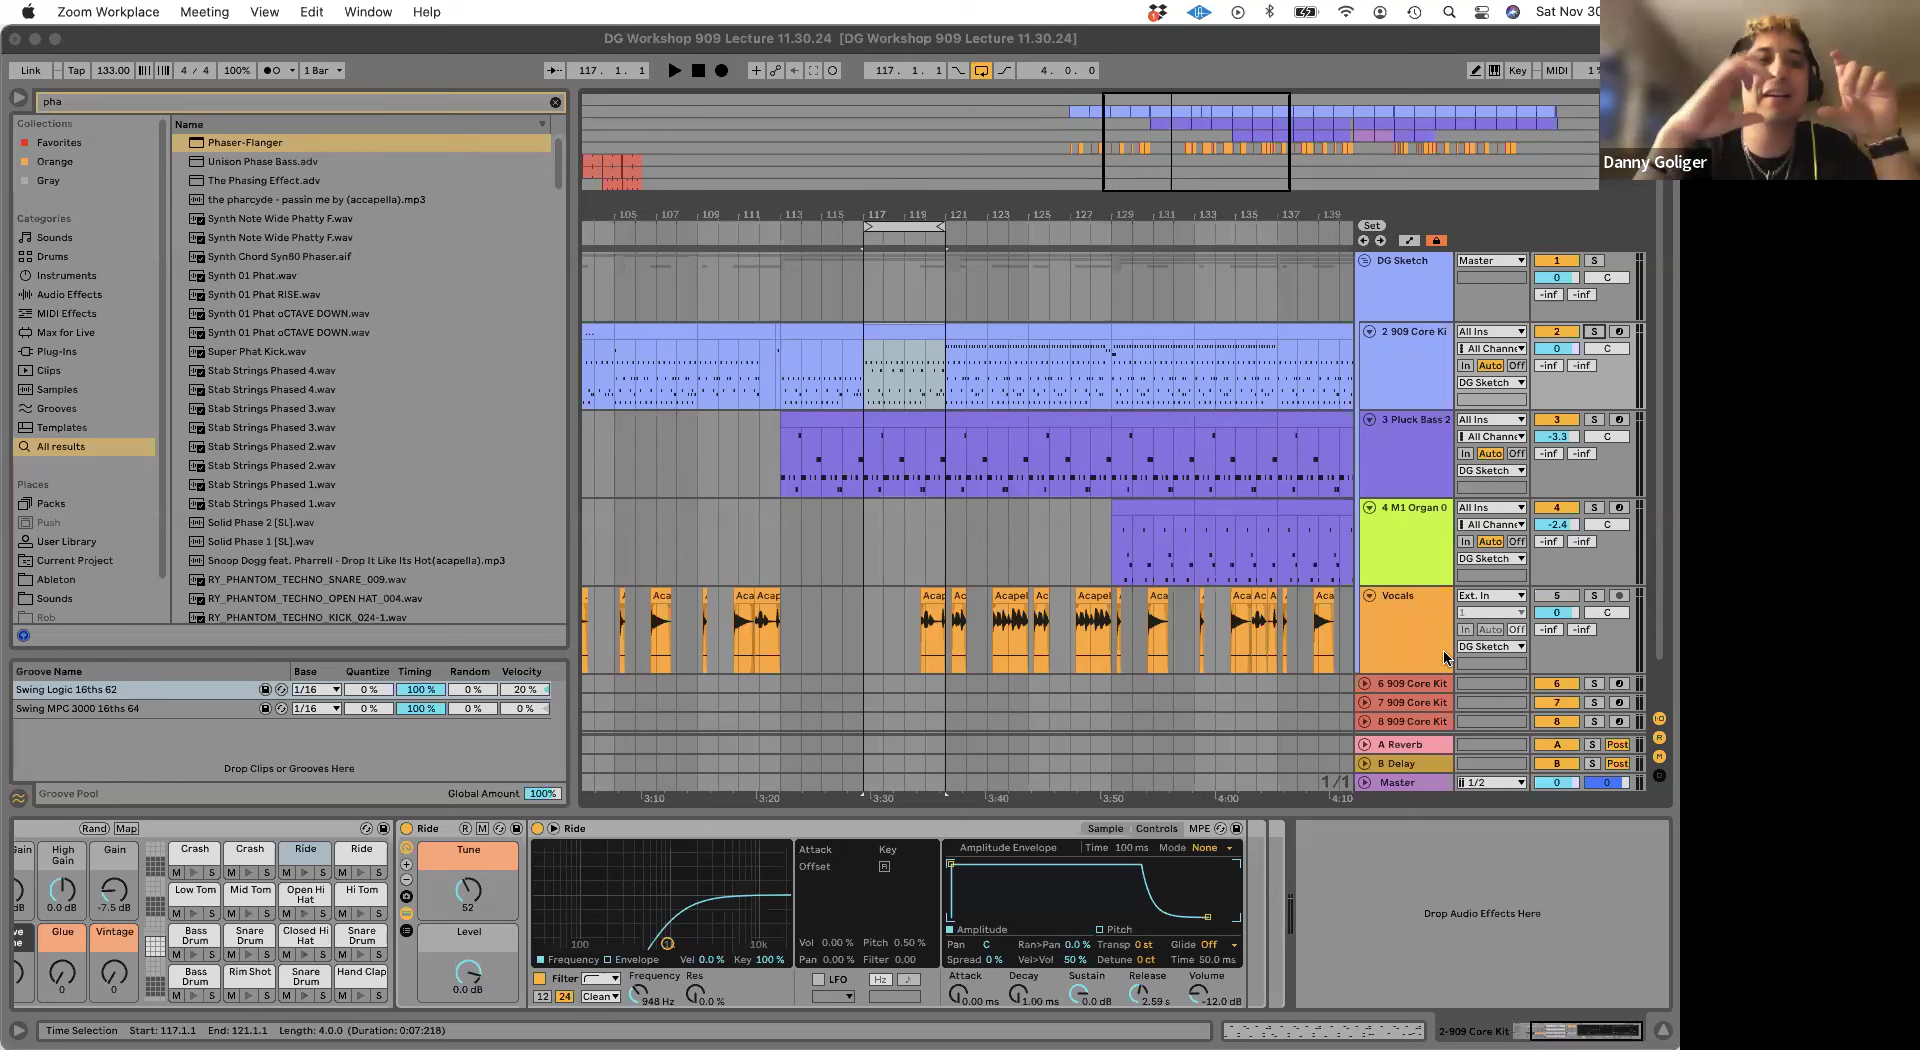 Zoom Workplace Meeting View Edit Window Help Sat Nov 30
DG Workshop 909 Lecture 11.30.24 [DG Workshop 909 Lecture 11.30.24]
Link Tap 133.00 4 / 4 100% 1 Bar 117. 1. 1 117. 1. 1 4. 0. 0 Key MIDI 1%
pha
Danny Goliger
Collections
Favorites
Orange
Gray
Categories
Sounds
Drums
Instruments
Audio Effects
MIDI Effects
Max for Live
Plug-Ins
Clips
Samples
Grooves
Templates
All results
Places
Packs
Push
User Library
Current Project
Ableton
Sounds
Rob
Name
Phaser-Flanger
Unison Phase Bass.adv
The Phasing Effect.adv
the pharcyde - passin me by (accapella).mp3
Synth Note Wide Phatty F.wav
Synth Note Wide Phatty F.wav
Synth Chord Syn80 Phaser.aif
Synth 01 Phat.wav
Synth 01 Phat RISE.wav
Synth 01 Phat oCTAVE DOWN.wav
Synth 01 Phat oCTAVE DOWN.wav
Super Phat Kick.wav
Stab Strings Phased 4.wav
Stab Strings Phased 4.wav
Stab Strings Phased 3.wav
Stab Strings Phased 3.wav
Stab Strings Phased 2.wav
Stab Strings Phased 2.wav
Stab Strings Phased 1.wav
Stab Strings Phased 1.wav
Solid Phase 2 [SL].wav
Solid Phase 1 [SL].wav
Snoop Dogg feat. Pharrell - Drop It Like Its Hot(acapella).mp3
RY_PHANTOM_TECHNO_SNARE_009.wav
RY_PHANTOM_TECHNO_OPEN HAT_004.wav
RY_PHANTOM_TECHNO_KICK_024-1.wav
Groove Name Base Quantize Timing Random Velocity
Swing Logic 16ths 62 1/16 0 % 100 % 0 % 20 %
Swing MPC 3000 16ths 64 1/16 0 % 100 % 0 % 0 %
Drop Clips or Grooves Here
Groove Pool Global Amount 100%
105 107 109 111 113 115 117 119 121 123 125 127 129 131 133 135 137 139
Set
DG Sketch Master 1 S
0 C
-inf -inf
2 909 Core Ki All Ins 2 S
All Channe 0 C
In Auto Off -inf -inf
DG Sketch
3 Pluck Bass 2 All Ins 3 S
All Channe -3.3 C
In Auto Off -inf -inf
DG Sketch
4 M1 Organ 0 All Ins 4 S
All Channe -2.4 C
In Auto Off -inf -inf
DG Sketch
Aca Aca Acap Acap Aca Acapel Aca Acapel Aca Aca Ac A Aca
Vocals Ext. In 5 S
1 0 C
In Auto Off -inf -inf
DG Sketch
6 909 Core Kit 6 S
7 909 Core Kit 7 S
8 909 Core Kit 8 S
A Reverb A S Post
B Delay B S Post
1/1 Master 1/2 0 0
3:10 3:20 3:30 3:40 3:50 4:00 4:10
Rand Map
High Gain
0.0 dB
Gain
-7.5 dB
Glue
0
Vintage
0
Crash Crash Ride Ride
M S M S M S M S
Low Tom Mid Tom Open Hi Hat Hi Tom
M S M S M S M S
Bass Drum Snare Drum Closed Hi Hat Snare Drum
M S M S M S M S
Bass Drum Rim Shot Snare Drum Hand Clap
M S M S M S M S
Ride R M
Tune
52
Level
0.0 dB
Ride Sample Controls MPE
100 1k 10k
Frequency Envelope Vel 0.0 % Key 100 %
Filter Frequency Res
12 24 Clean 948 Hz 0.0 %
Attack Key
Offset R
Vol 0.00 % Pitch 0.50 %
Pan 0.00 % Filter 0.00
LFO Hz
Amplitude Envelope Time 100 ms Mode None
Amplitude Pitch
Pan C Ran>Pan 0.0 % Transp 0 st Glide Off
Spread 0 % Vel>Vol 50 % Detune 0 ct Time 50.0 ms
Attack Decay Sustain Release Volume
0.00 ms 1.00 ms 0.0 dB 2.59 s -12.0 dB
Drop Audio Effects Here
Time Selection Start: 117.1.1 End: 121.1.1 Length: 4.0.0 (Duration: 0:07:218)
2-909 Core Kit